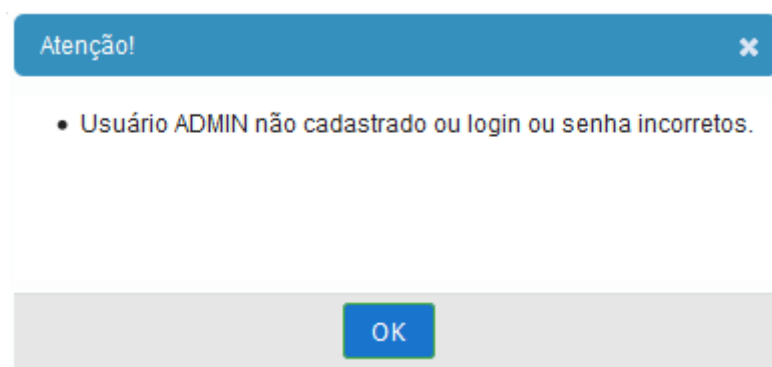 Atenção!
Usuário ADMIN não cadastrado ou login ou senha incorretos.
OK